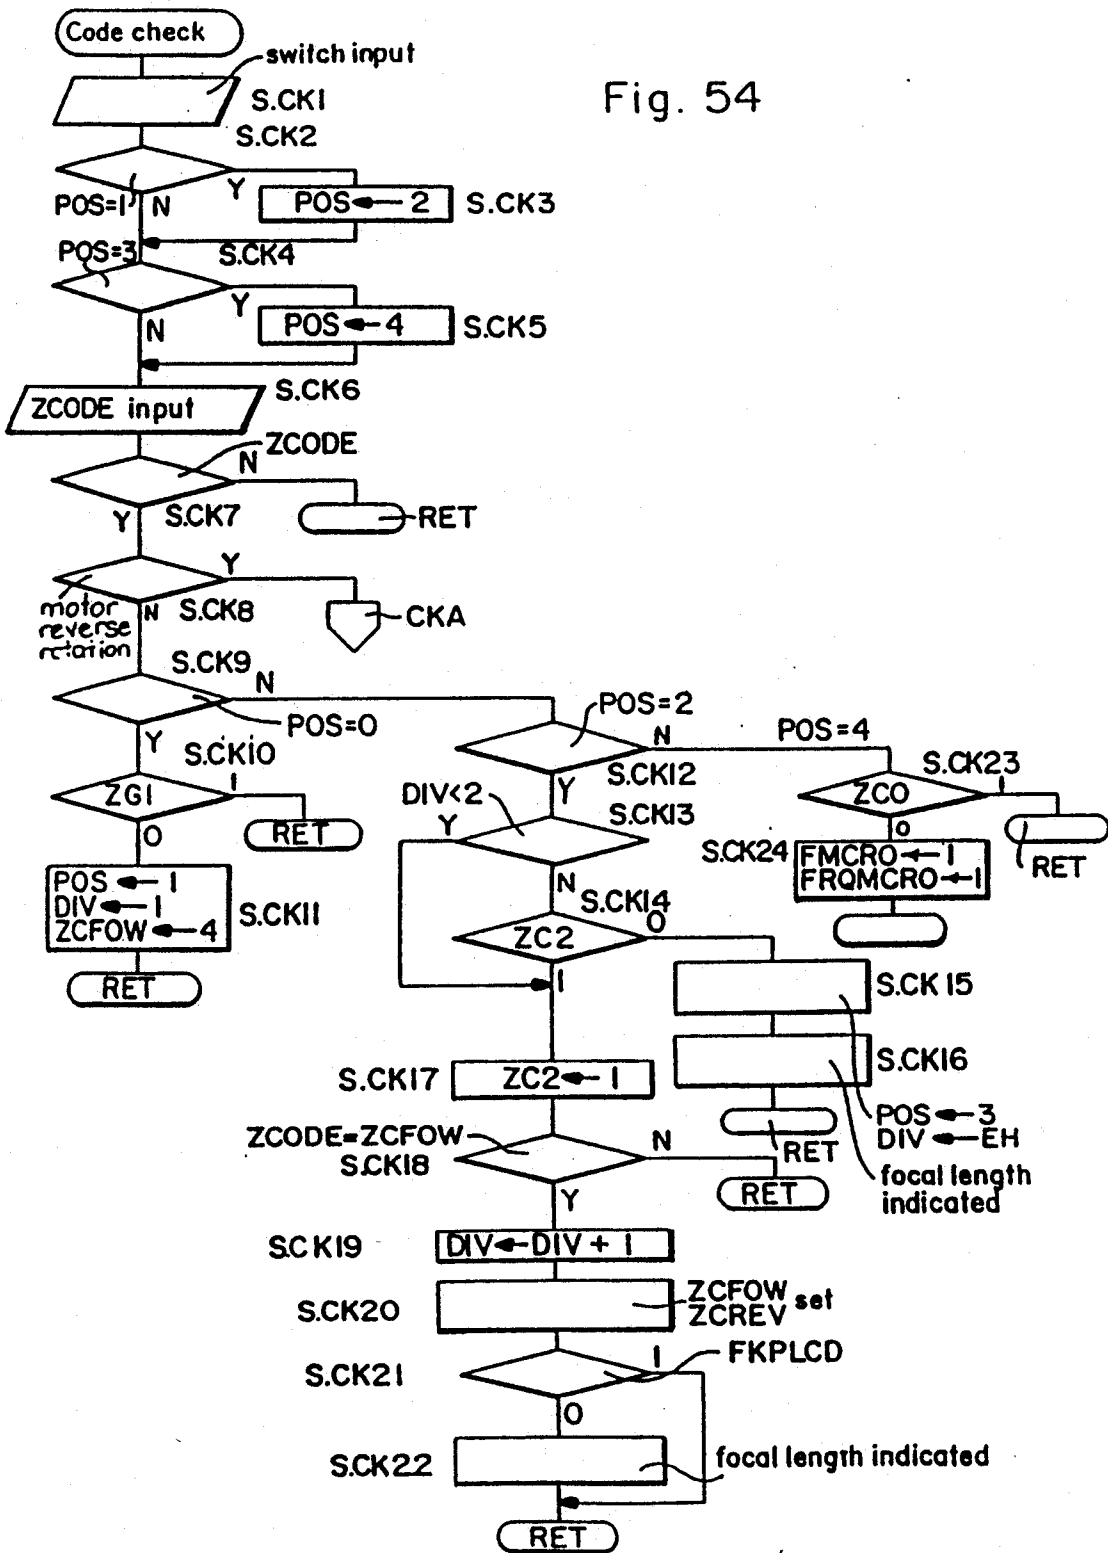 Code check
switch input
Fig. 54
S.CK1
S.CK2
POS=1
Y
N
POS ← 2
S.CK3
POS=3
S.CK4
Y
N
POS ← 4
S.CK5
S.CK6
ZCODE input
ZCODE
N
S.CK7
Y
RET
Y
motor
reverse
rotation
N
S.CK8
CKA
S.CK9
N
POS=0
Y
S.CK10
ZG1
1
0
RET
POS ← 1
DIV ← 1
ZCFOW ← 4
S.CK11
RET
POS=2
N
POS=4
S.CK12
Y
DIV<2
S.CK13
Y
N
S.CK14
ZC2
0
1
S.CK23
ZCO
1
0
RET
S.CK24
FMCRO ← 1
FRQMCRO ← 1
S.CK15
S.CK16
POS ← 3
DIV ← EH
RET
focal length
indicated
S.CK17
ZC2 ← 1
ZCODE=ZCFOW
S.CK18
N
Y
RET
S.CK19
DIV ← DIV + 1
S.CK20
ZCFOW
ZCREV
set
S.CK21
FKPLCD
1
0
S.CK22
focal length indicated
RET